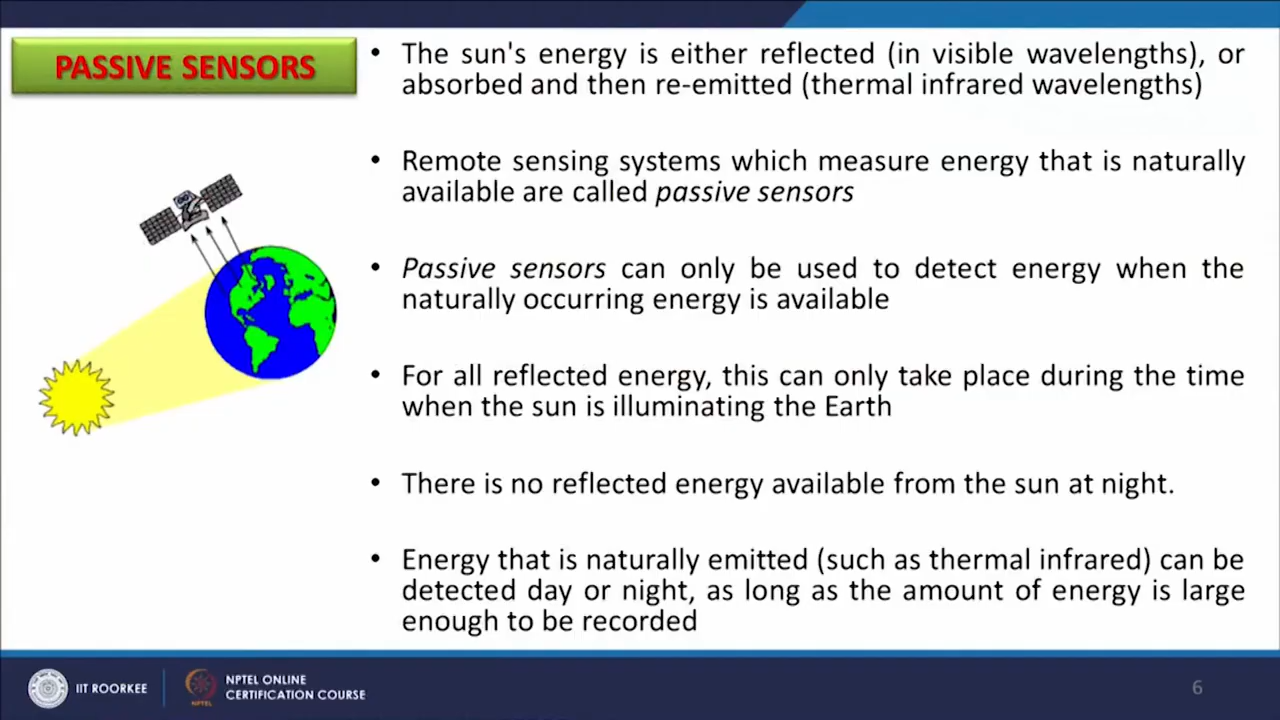 PASSIVE SENSORS
• The sun's energy is either reflected (in visible wavelengths), or
absorbed and then re-emitted (thermal infrared wavelengths)
• Remote sensing systems which measure energy that is naturally
available are called passive sensors
• Passive sensors can only be used to detect energy when the
naturally occurring energy is available
• For all reflected energy, this can only take place during the time
when the sun is illuminating the Earth
• There is no reflected energy available from the sun at night.
• Energy that is naturally emitted (such as thermal infrared) can be
detected day or night, as long as the amount of energy is large
enough to be recorded
IIT ROORKEE
NPTEL
NPTEL ONLINE
CERTIFICATION COURSE
6